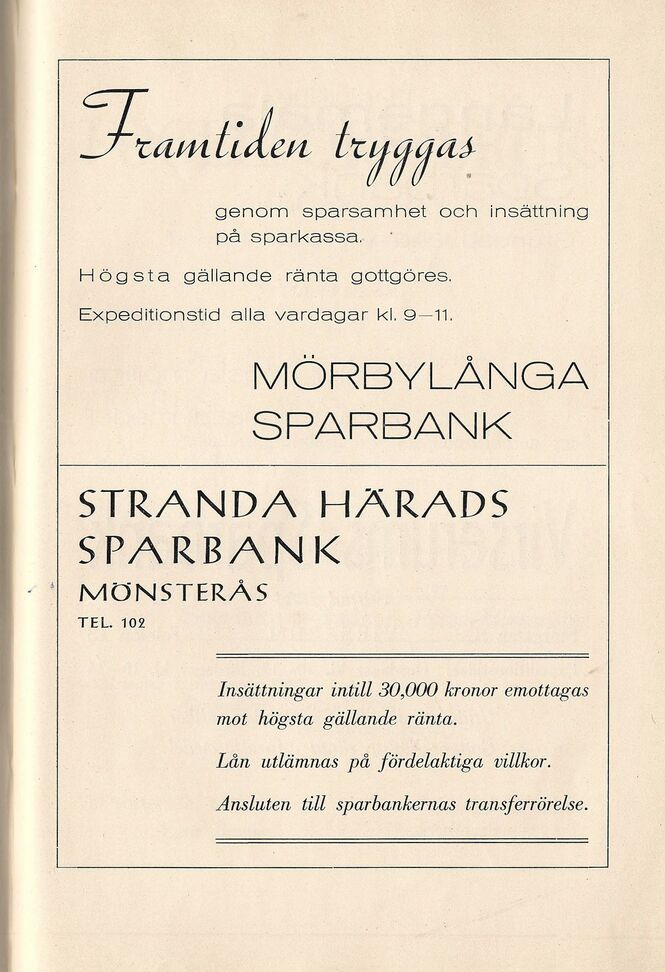 Framtiden tryggas
genom sparsamhet och insättning
på sparkassa.
Högsta gällande ränta gottgöres.
Expeditionstid alla vardagar kl. 9—11.
MÖRBYLÅNGA
SPARBANK
STRANDA HÄRADS
SPARBANK
MÖNSTERÅS
TEL. 102
Insättningar intill 30,000 kronor emottagas
mot högsta gällande ränta.
Lån utlämnas på fördelaktiga villkor.
Ansluten till sparbankernas transferrörelse.